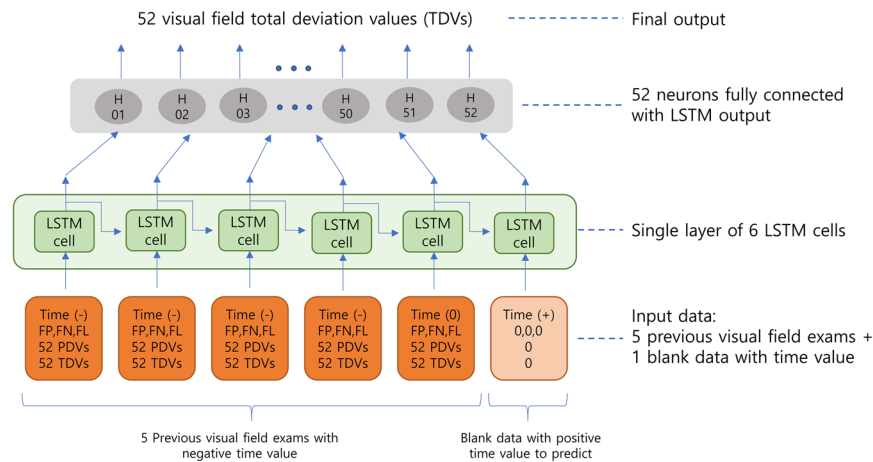 52 visual field total deviation values (TDVs)
Final output
H
01
H
02
H
03
H
50
H
51
H
52
52 neurons fully connected
with LSTM output
LSTM
cell
LSTM
cell
LSTM
cell
LSTM
cell
LSTM
cell
LSTM
cell
Single layer of 6 LSTM cells
Time (-)
FP,FN,FL
52 PDVs
52 TDVs
Time (-)
FP,FN,FL
52 PDVs
52 TDVs
Time (-)
FP,FN,FL
52 PDVs
52 TDVs
Time (-)
FP,FN,FL
52 PDVs
52 TDVs
Time (0)
FP,FN,FL
52 PDVs
52 TDVs
Time (+)
0,0,0
0
0
Input data:
5 previous visual field exams +
1 blank data with time value
5 Previous visual field exams with
negative time value
Blank data with positive
time value to predict